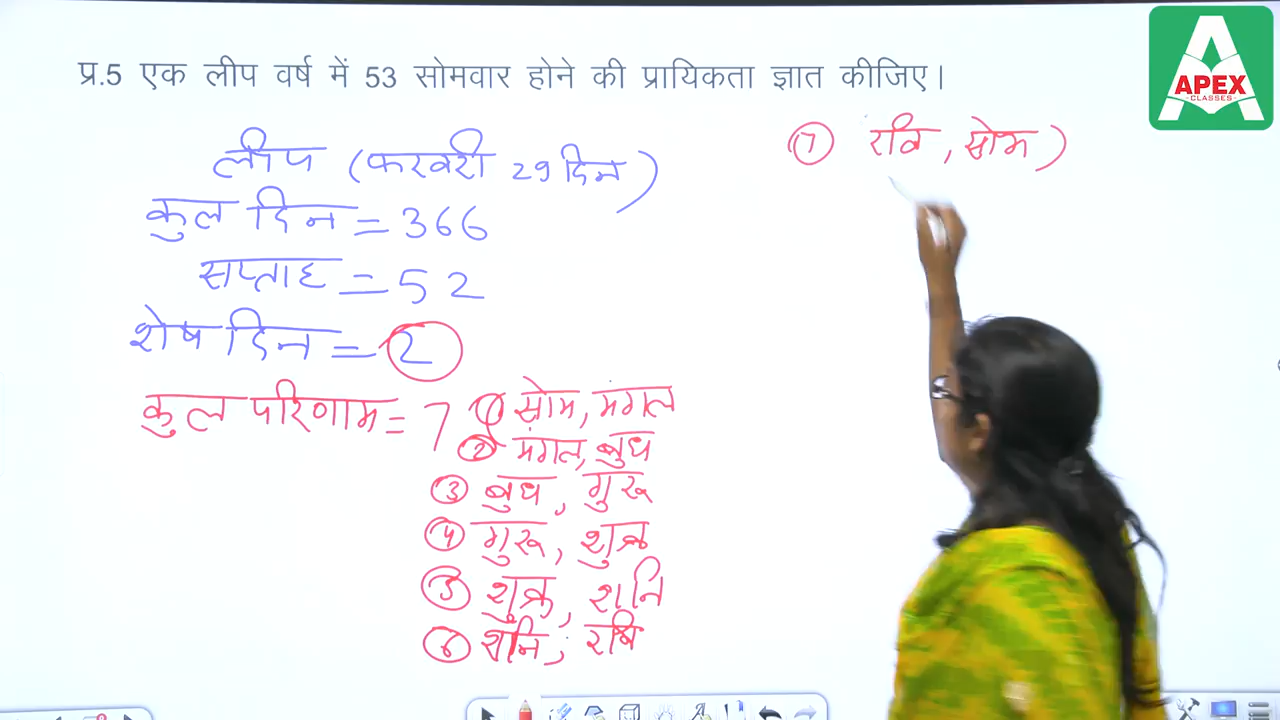 प्र.5 एक लीप वर्ष में 53 सोमवार होने की प्रायिकता ज्ञात कीजिए।
APEX
CLASSES
लीप (फरवरी 29 दिन)
कुल दिन = 366
सप्ताह = 52
शेष दिन = 2
कुल परिणाम = 7 ① सोम, मंगल
② मंगल, बुध
③ बुध, गुरू
④ गुरू, शुक्र
⑤ शुक्र, शनि
⑥ शनि, रवि
⑦ रवि, सोम)